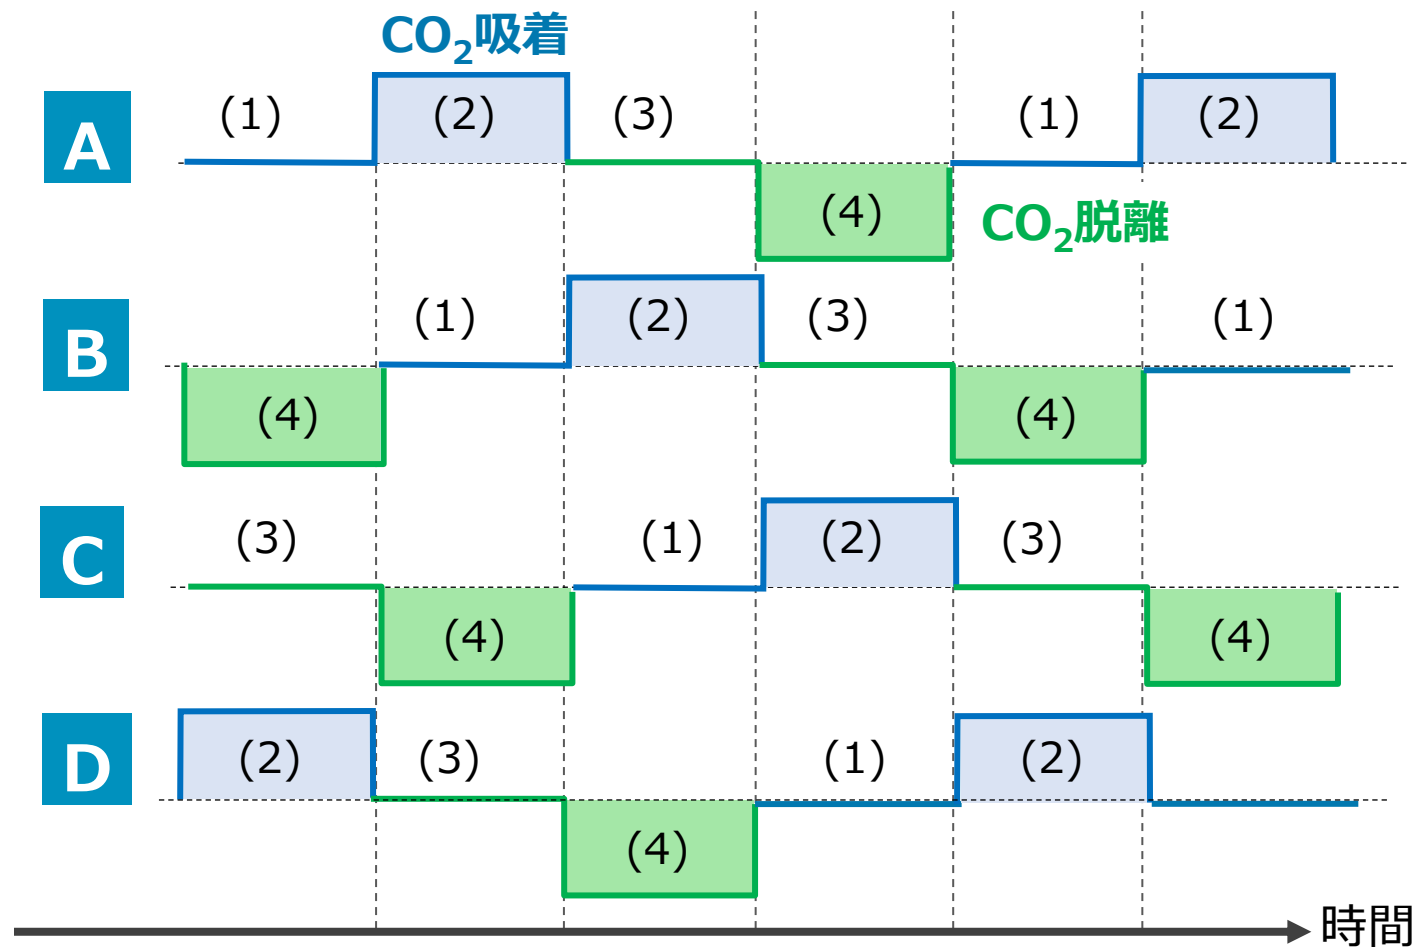 CO₂吸着
A (1) (2) (3) (1) (2)
(4) CO₂脱離
B (1) (2) (3) (1)
(4) (4)
C (3) (1) (2) (3)
(4) (4)
D (2) (3) (1) (2)
(4)
時間